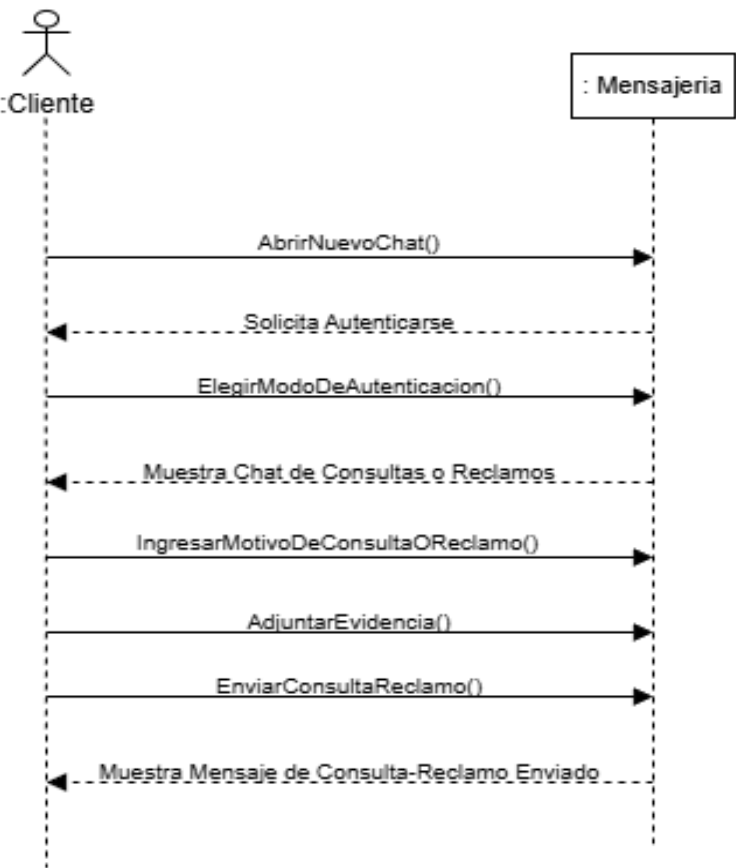 :Cliente
: Mensajeria
AbrirNuevoChat()
Solicita Autenticarse
ElegirModoDeAutenticacion()
Muestra Chat de Consultas o Reclamos
IngresarMotivoDeConsultaOReclamo()
AdjuntarEvidencia()
EnviarConsultaReclamo()
Muestra Mensaje de Consulta-Reclamo Enviado